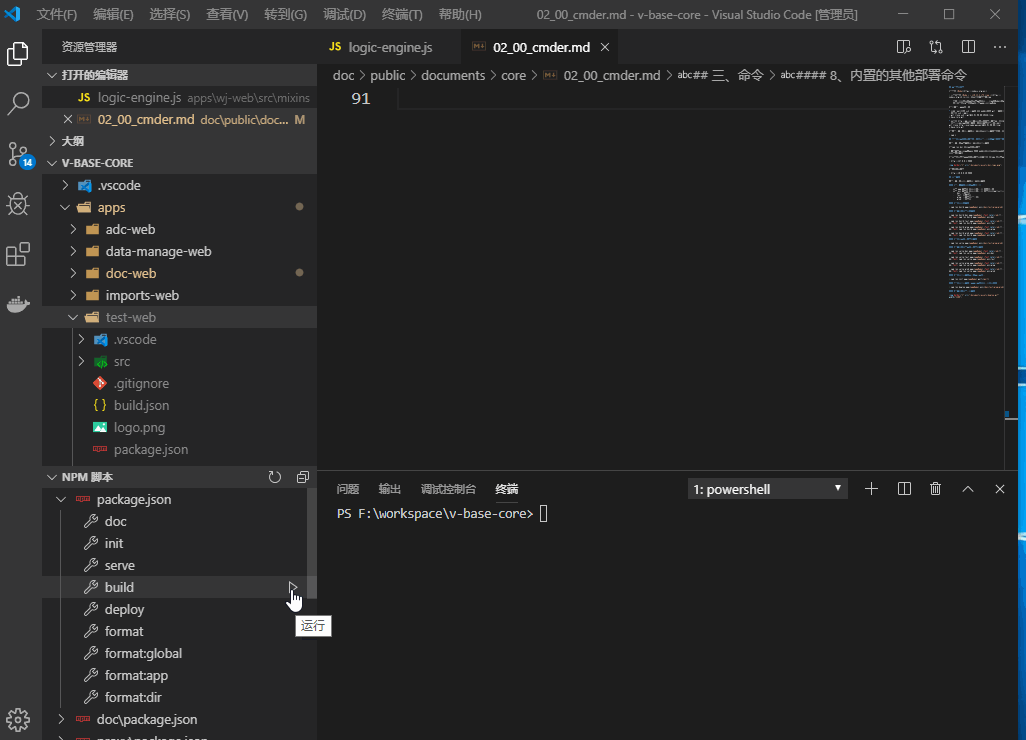 文件(F) 编辑(E) 选择(S) 查看(V) 转到(G) 调试(D) 终端(T) 帮助(H) 02_00_cmder.md - v-base-core - Visual Studio Code [管理员]
资源管理器
打开的编辑器
JS logic-engine.js apps\wj-web\src\mixins
02_00_cmder.md doc\public\doc... M
大纲
V-BASE-CORE
.vscode
apps
adc-web
data-manage-web
doc-web
imports-web
test-web
.vscode
src
.gitignore
{ } build.json
logo.png
package.json
14
NPM 脚本
package.json
doc
init
serve
build
deploy
format
format:global
format:app
format:dir
doc\package.json
运行
JS logic-engine.js 02_00_cmder.md
doc > public > documents > core > 02_00_cmder.md > abc## 三、命令 > abc#### 8、内置的其他部署命令
91
问题 输出 调试控制台 终端 1: powershell
PS F:\workspace\v-base-core>